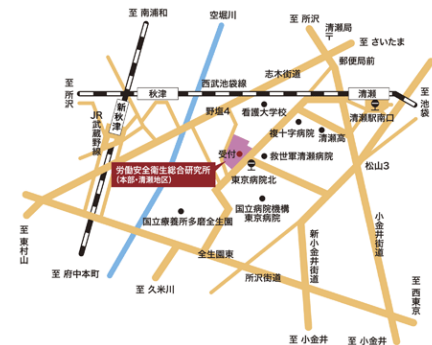 至 南浦和
空堀川
至 所沢
清瀬局
〒
至 さいたま
郵便局前
志木街道
至 所沢
秋津
西武池袋線
清瀬
至 池袋
新秋津
JR武蔵野線
野塩4
看護大学校
清瀬駅南口
複十字病院
清瀬高
受付
救世軍清瀬病院
松山3
労働安全衛生総合研究所
(本部・清瀬地区)
東京病院北
国立病院機構
東京病院
国立療養所多磨全生園
新小金井街道
小金井街道
至 東村山
全生園東
至 府中本町
所沢街道
至 久米川
至 西東京
至 小金井
至 小金井